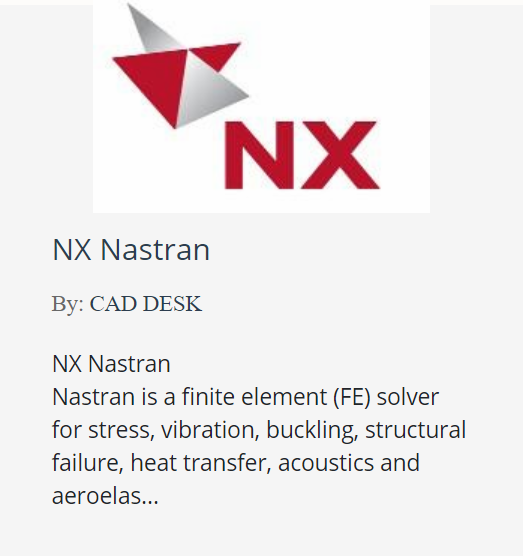 NX
NX Nastran
By: CAD DESK
NX Nastran
Nastran is a finite element (FE) solver
for stress, vibration, buckling, structural
failure, heat transfer, acoustics and
aeroelas...